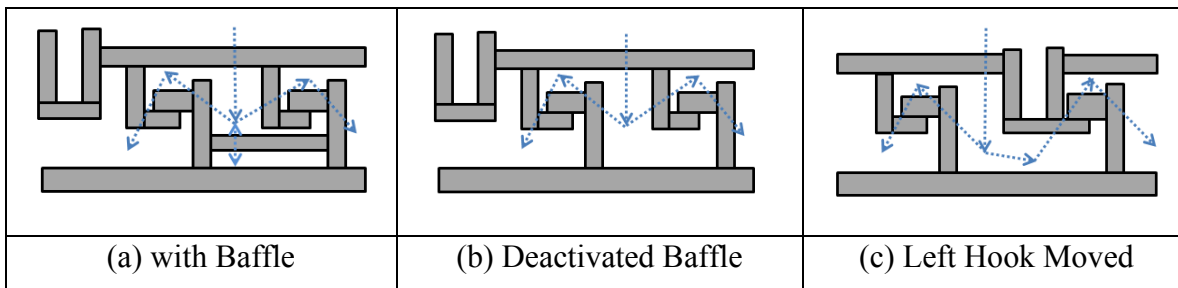 (a) with Baffle
(b) Deactivated Baffle
(c) Left Hook Moved